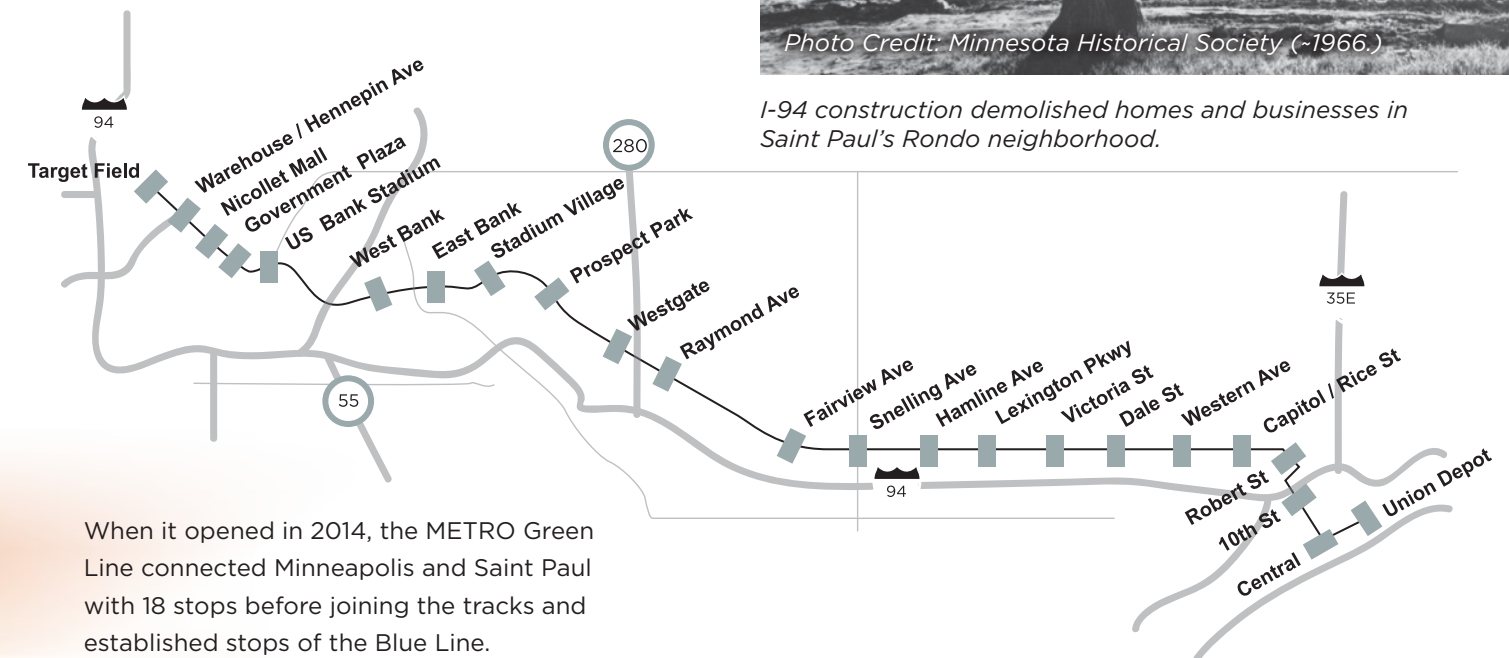 Photo Credit: Minnesota Historical Society (~1966.)
I-94 construction demolished homes and businesses in
Saint Paul’s Rondo neighborhood.
94
Target Field
Warehouse / Hennepin Ave
Nicollet Mall
Government Plaza
US Bank Stadium
West Bank
East Bank
Stadium Village
280
Prospect Park
Westgate
Raymond Ave
55
Fairview Ave
Snelling Ave
Hamline Ave
Lexington Pkwy
Victoria St
Dale St
Western Ave
Capitol / Rice St
94
35E
Robert St
10th St
Central
Union Depot
When it opened in 2014, the METRO Green
Line connected Minneapolis and Saint Paul
with 18 stops before joining the tracks and
established stops of the Blue Line.